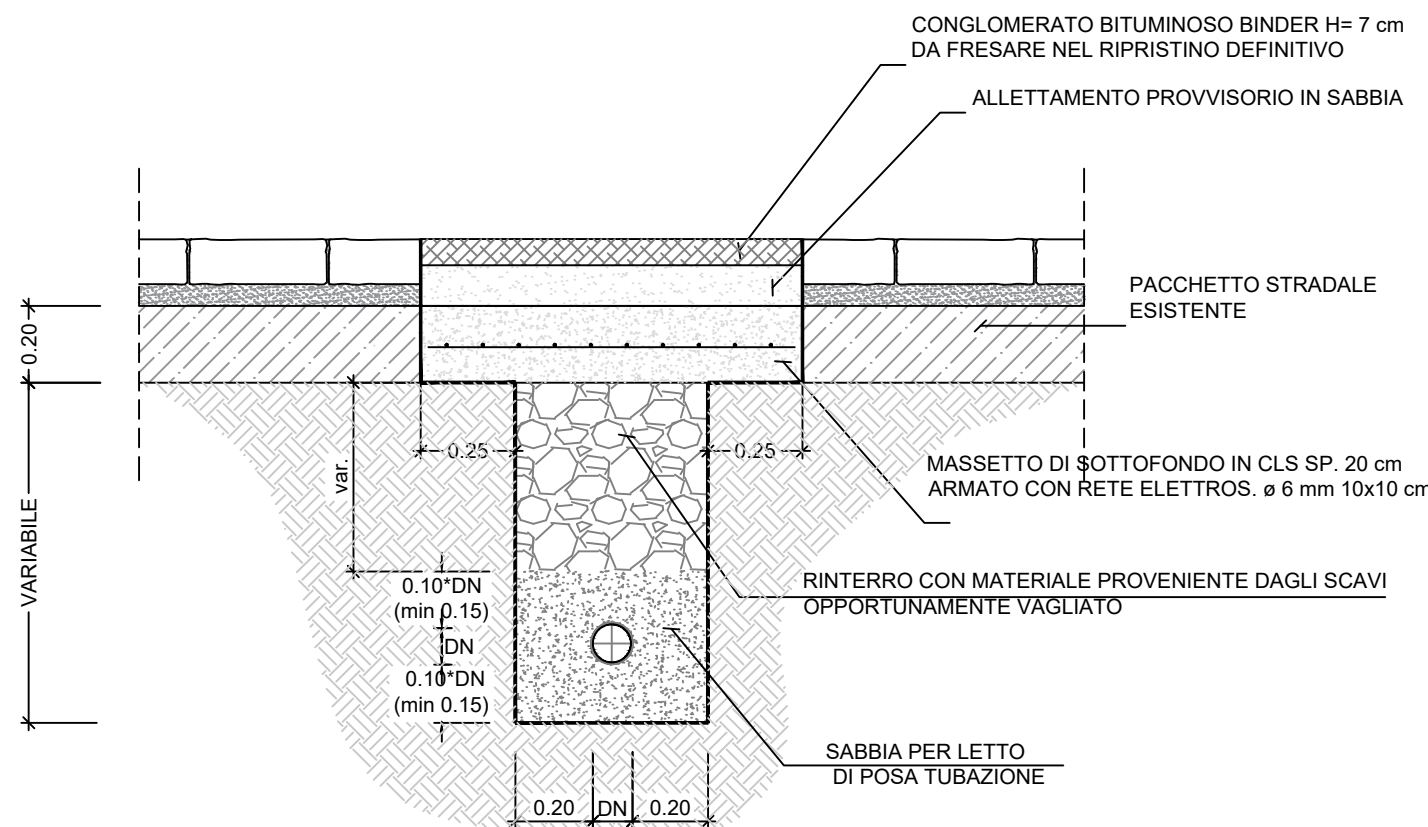 CONGLOMERATO BITUMINOSO BINDER H= 7 cm
DA FRESARE NEL RIPRISTINO DEFINITIVO
ALLETTAMENTO PROVVISORIO IN SABBIA
PACCHETTO STRADALE
ESISTENTE
0.20
0.25
0.25
var.
VARIABILE
MASSETTO DI SOTTOFONDO IN CLS SP. 20 cm
ARMATO CON RETE ELETTROS. ø 6 mm 10x10 cm
RINTERRO CON MATERIALE PROVENIENTE DAGLI SCAVI
OPPORTUNAMENTE VAGLIATO
0.10*DN
(min 0.15)
DN
0.10*DN
(min 0.15)
SABBIA PER LETTO
DI POSA TUBAZIONE
0.20
DN
0.20